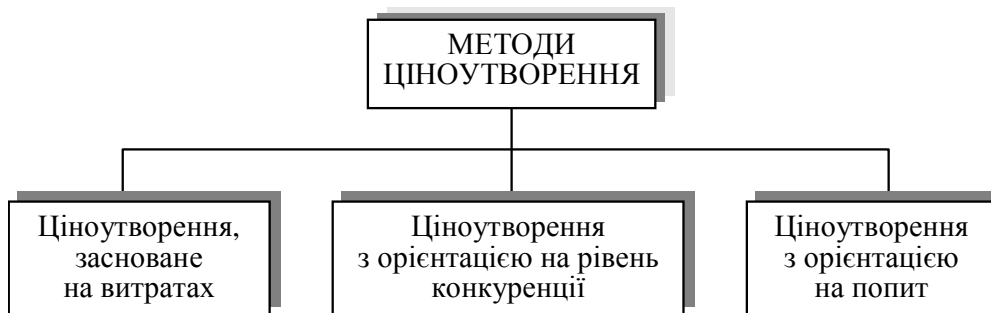 МЕТОДИ
ЦІНОУТВОРЕННЯ
Ціноутворення,
засноване
на витратах
Ціноутворення
з орієнтацією на рівень
конкуренції
Ціноутворення
з орієнтацією
на попит